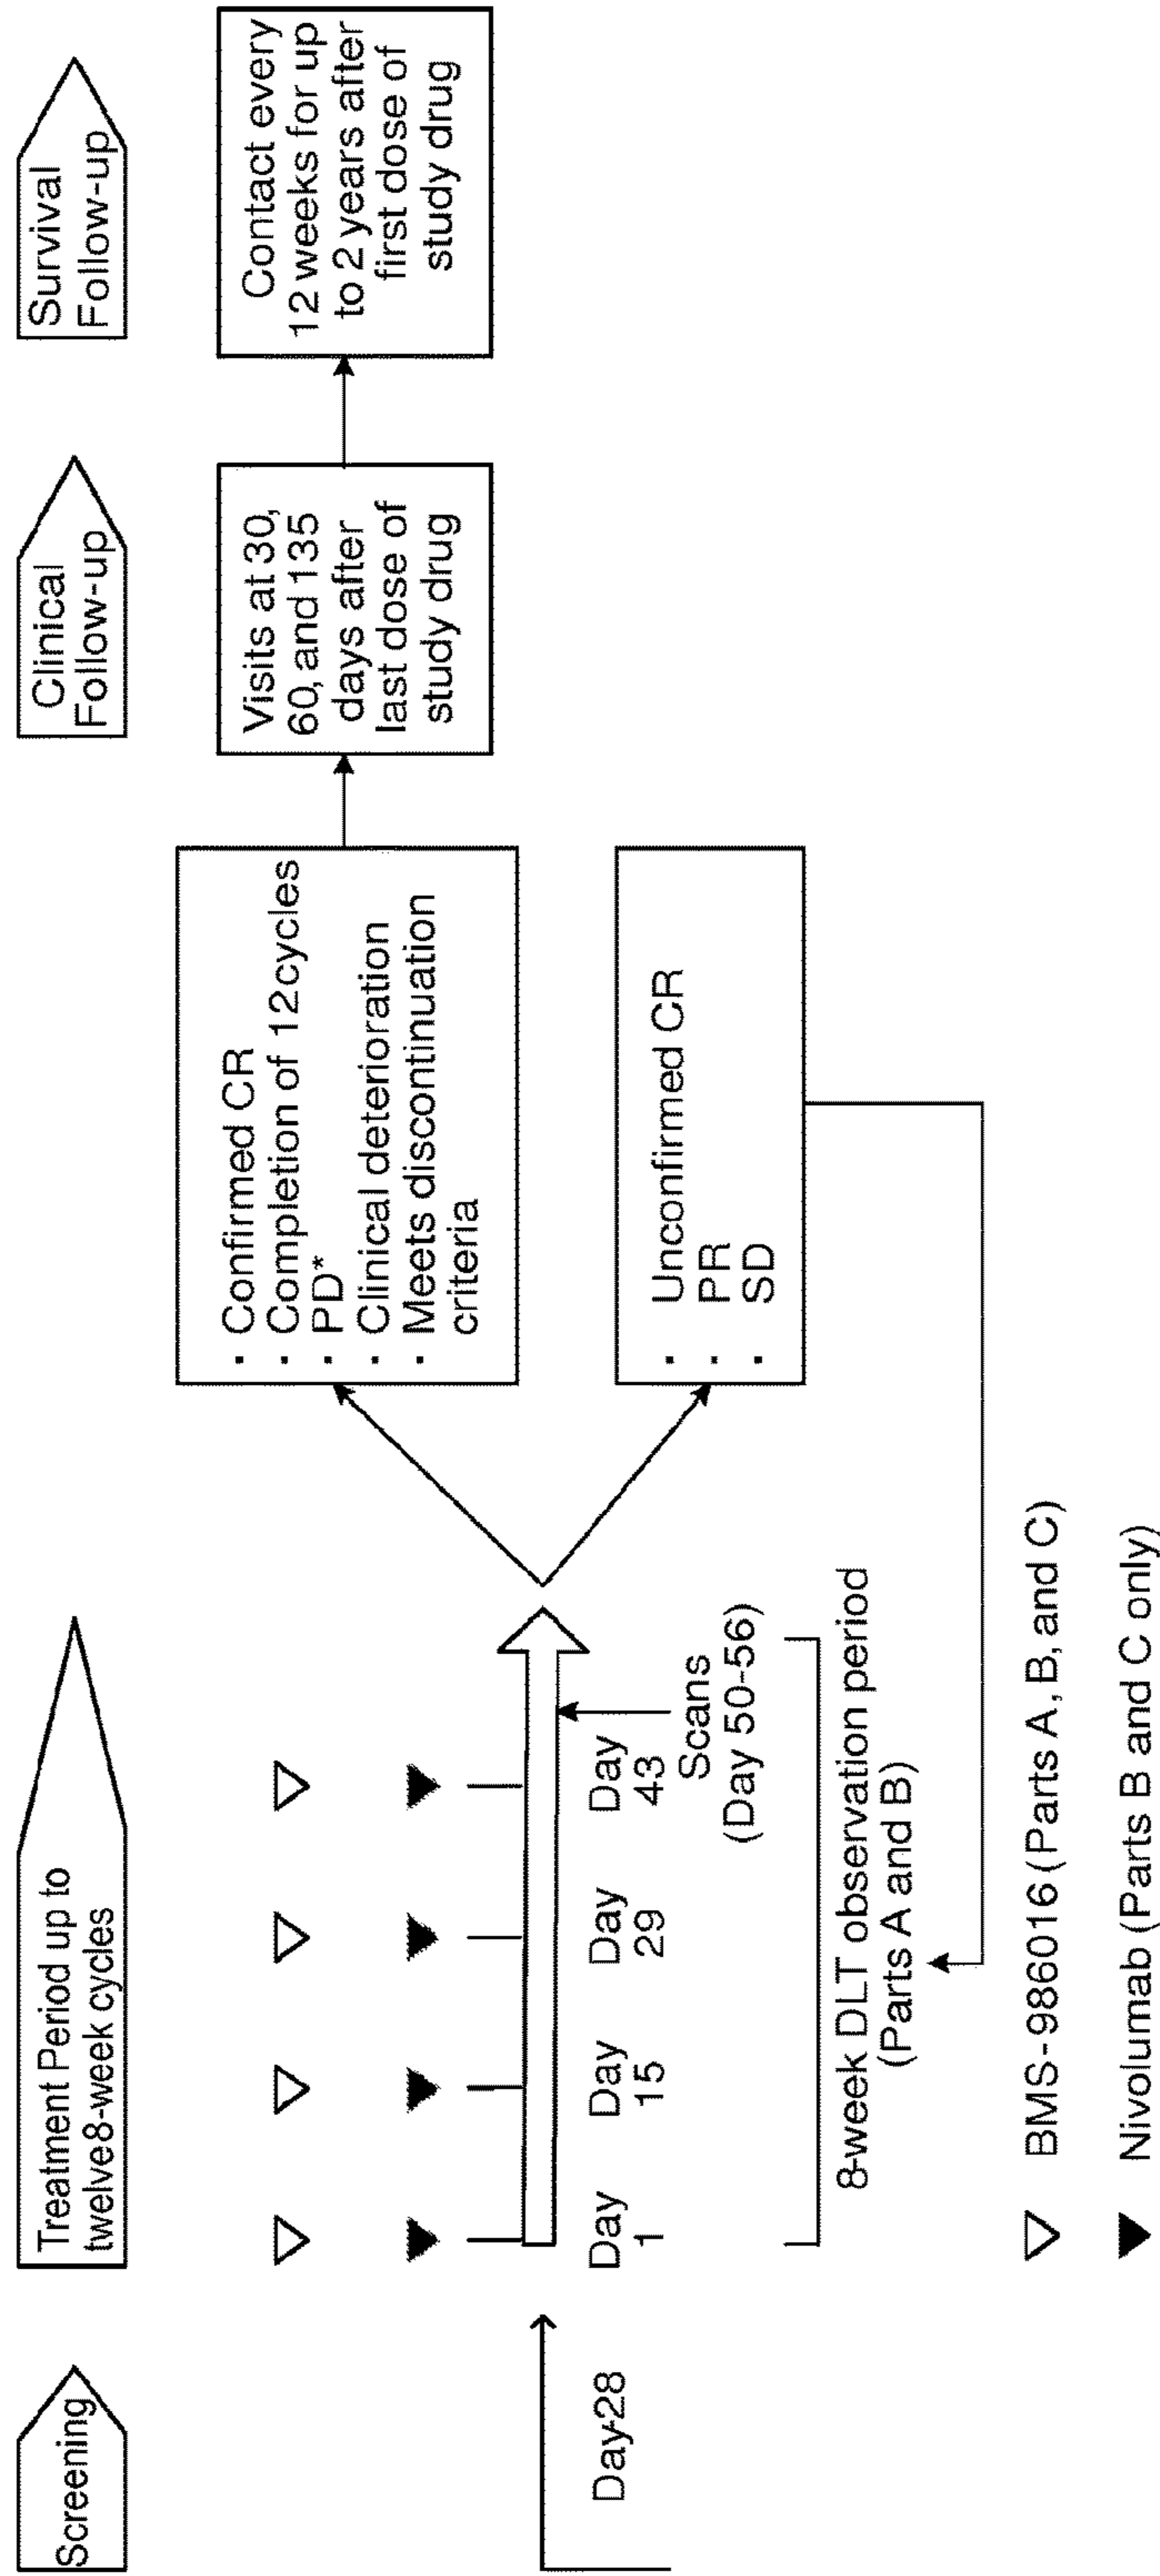 Screening
Treatment Period up to
twelve8-week cycles
Clinical
Follow-up
Survival
Follow-up
Day-28
Day
1
Day
15
Day
29
Day
43
Scans
(Day 50-56)
8-week DLT observation period
(Parts A and B)
· Confirmed CR
· Completion of 12cycles
· PD*
· Clinical deterioration
· Meets discontinuation
criteria
· Unconfirmed CR
· PR
· SD
Visits at 30,
60, and 135
days after
last dose of
study drug
Contact every
12 weeks for up
to 2 years after
first dose of
study drug
▽ BMS-986016 (Parts A, B, and C)
▼ Nivolumab (Parts B and C only)